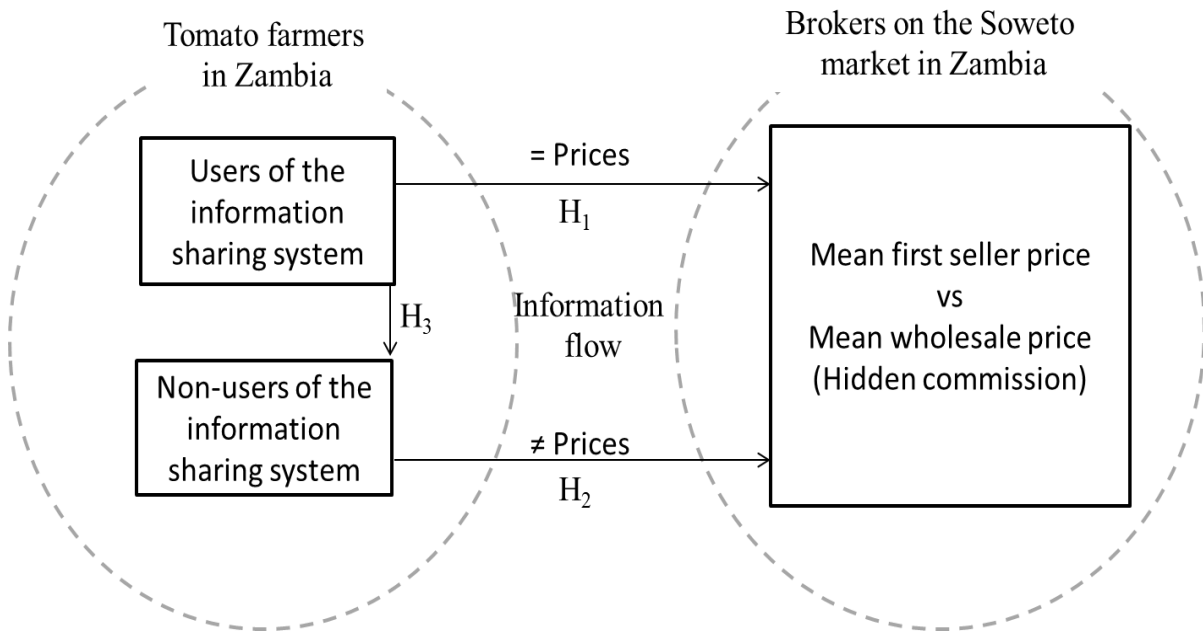 Tomato farmers
in Zambia
Brokers on the Soweto
market in Zambia
Users of the
information
sharing system
= Prices
H₁
Mean first seller price
vs
Mean wholesale price
(Hidden commission)
H₃
Information
flow
Non-users of the
information
sharing system
≠ Prices
H₂